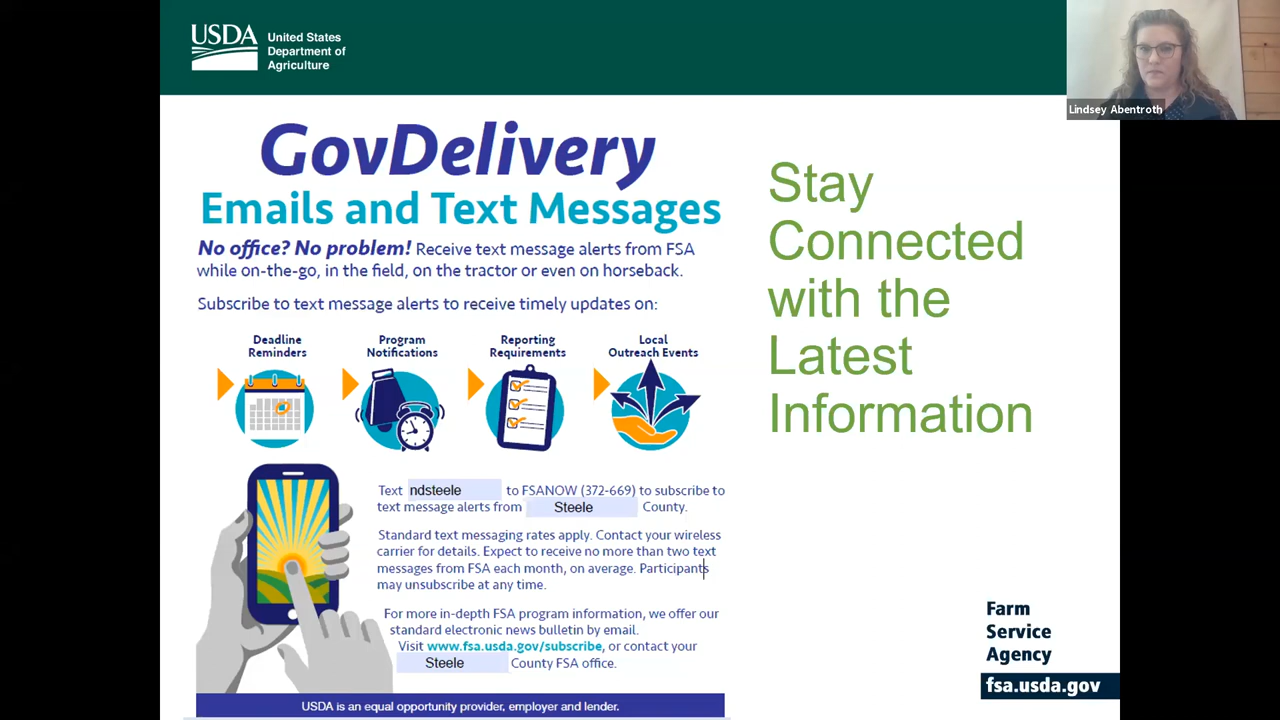 USDA
United States
Department of
Agriculture
Lindsey Abentroth
GovDelivery
Emails and Text Messages
No office? No problem! Receive text message alerts from FSA
while on-the-go, in the field, on the tractor or even on horseback.
Subscribe to text message alerts to receive timely updates on:
Deadline
Reminders
Program
Notifications
Reporting
Requirements
Local
Outreach Events
Text ndsteele to FSANOW (372-669) to subscribe to
text message alerts from Steele County.
Standard text messaging rates apply. Contact your wireless
carrier for details. Expect to receive no more than two text
messages from FSA each month, on average. Participants
may unsubscribe at any time.
For more in-depth FSA program information, we offer our
standard electronic news bulletin by email.
Visit www.fsa.usda.gov/subscribe, or contact your
Steele County FSA office.
USDA is an equal opportunity provider, employer and lender.
Stay
Connected
with the
Latest
Information
Farm
Service
Agency
fsa.usda.gov